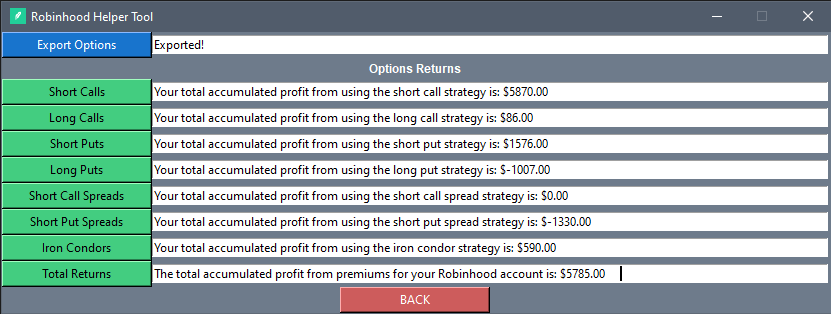 Robinhood Helper Tool
Export Options Exported!
Options Returns
Short Calls Your total accumulated profit from using the short call strategy is: $5870.00
Long Calls Your total accumulated profit from using the long call strategy is: $86.00
Short Puts Your total accumulated profit from using the short put strategy is: $1576.00
Long Puts Your total accumulated profit from using the long put strategy is: $-1007.00
Short Call Spreads Your total accumulated profit from using the short call spread strategy is: $0.00
Short Put Spreads Your total accumulated profit from using the short put spread strategy is: $-1330.00
Iron Condors Your total accumulated profit from using the iron condor strategy is: $590.00
Total Returns The total accumulated profit from premiums for your Robinhood account is: $5785.00
BACK